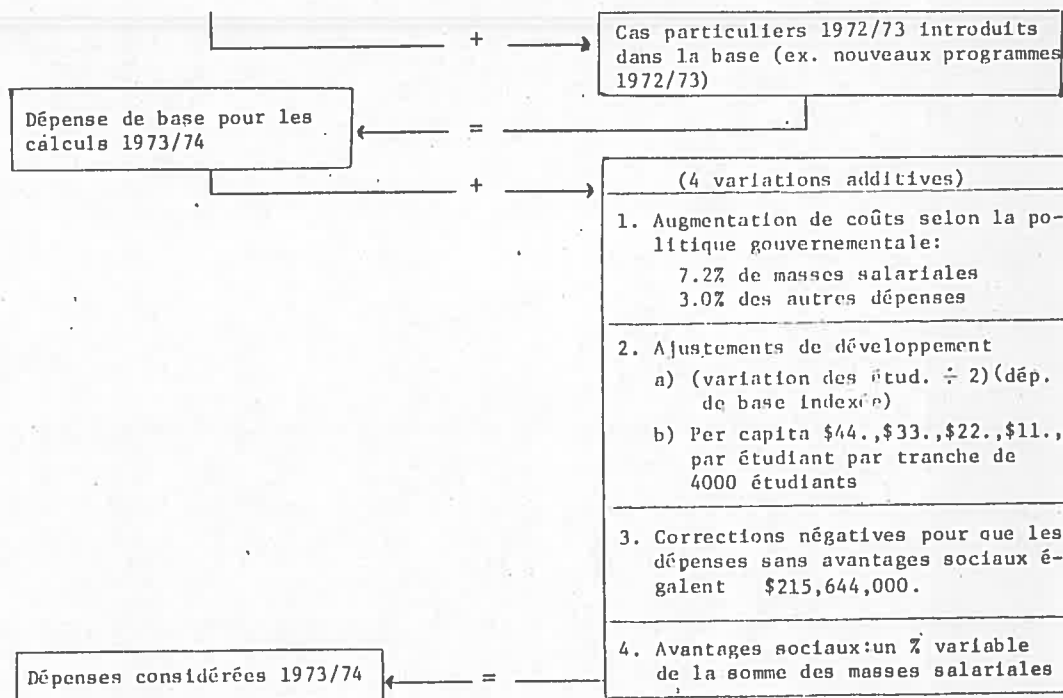 +
Cas particuliers 1972/73 introduits
dans la base (ex. nouveaux programmes
1972/73)
Dépense de base pour les
calculs 1973/74
=
+
(4 variations additives)
1. Augmentation de coûts selon la po-
litique gouvernementale:
7.2% de masses salariales
3.0% des autres dépenses
2. Ajustements de développement
a) (variation des étud. ÷ 2)(dép.
de base indexée)
b) Per capita $44.,$33.,$22.,$11.,
par étudiant par tranche de
4000 étudiants
3. Corrections négatives pour que les
dépenses sans avantages sociaux é-
galent $215,644,000.
4. Avantages sociaux:un % variable
de la somme des masses salariales
Dépenses considérées 1973/74
=